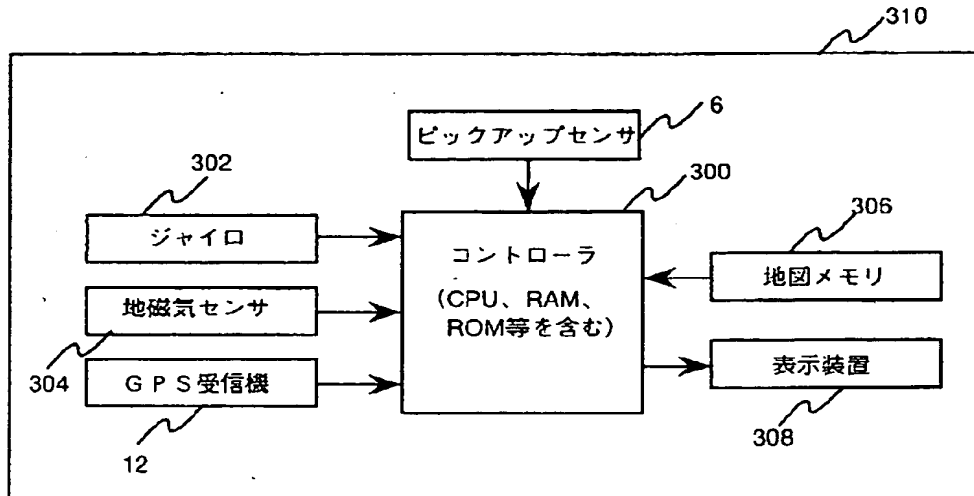 310
6
ピックアップセンサ
302
300
306
ジャイロ
コントローラ
(CPU、RAM、
ROM等を含む)
地図メモリ
地磁気センサ
304
GPS受信機
表示装置
12
308